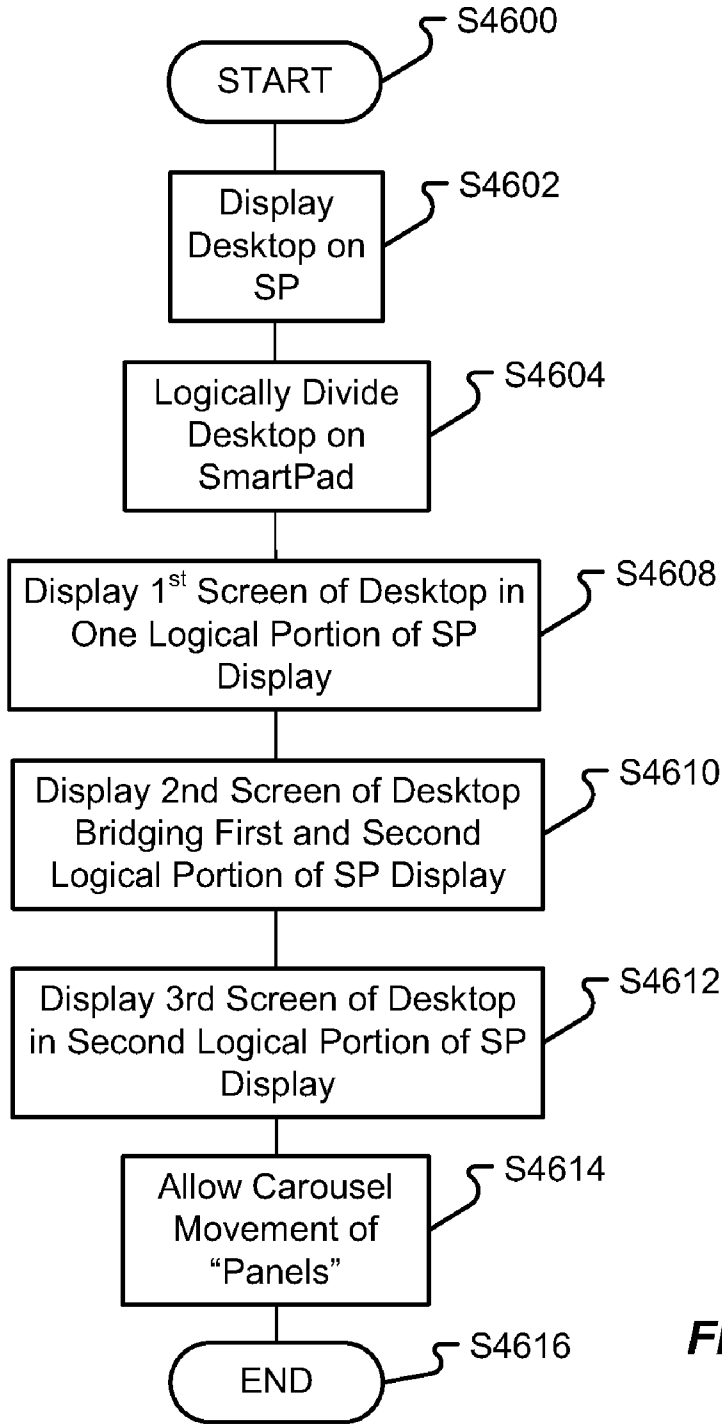 S4600
START
S4602
Display
Desktop on
SP
S4604
Logically Divide
Desktop on
SmartPad
S4608
Display 1st Screen of Desktop in
One Logical Portion of SP
Display
S4610
Display 2nd Screen of Desktop
Bridging First and Second
Logical Portion of SP Display
S4612
Display 3rd Screen of Desktop
in Second Logical Portion of SP
Display
S4614
Allow Carousel
Movement of
“Panels”
S4616
END